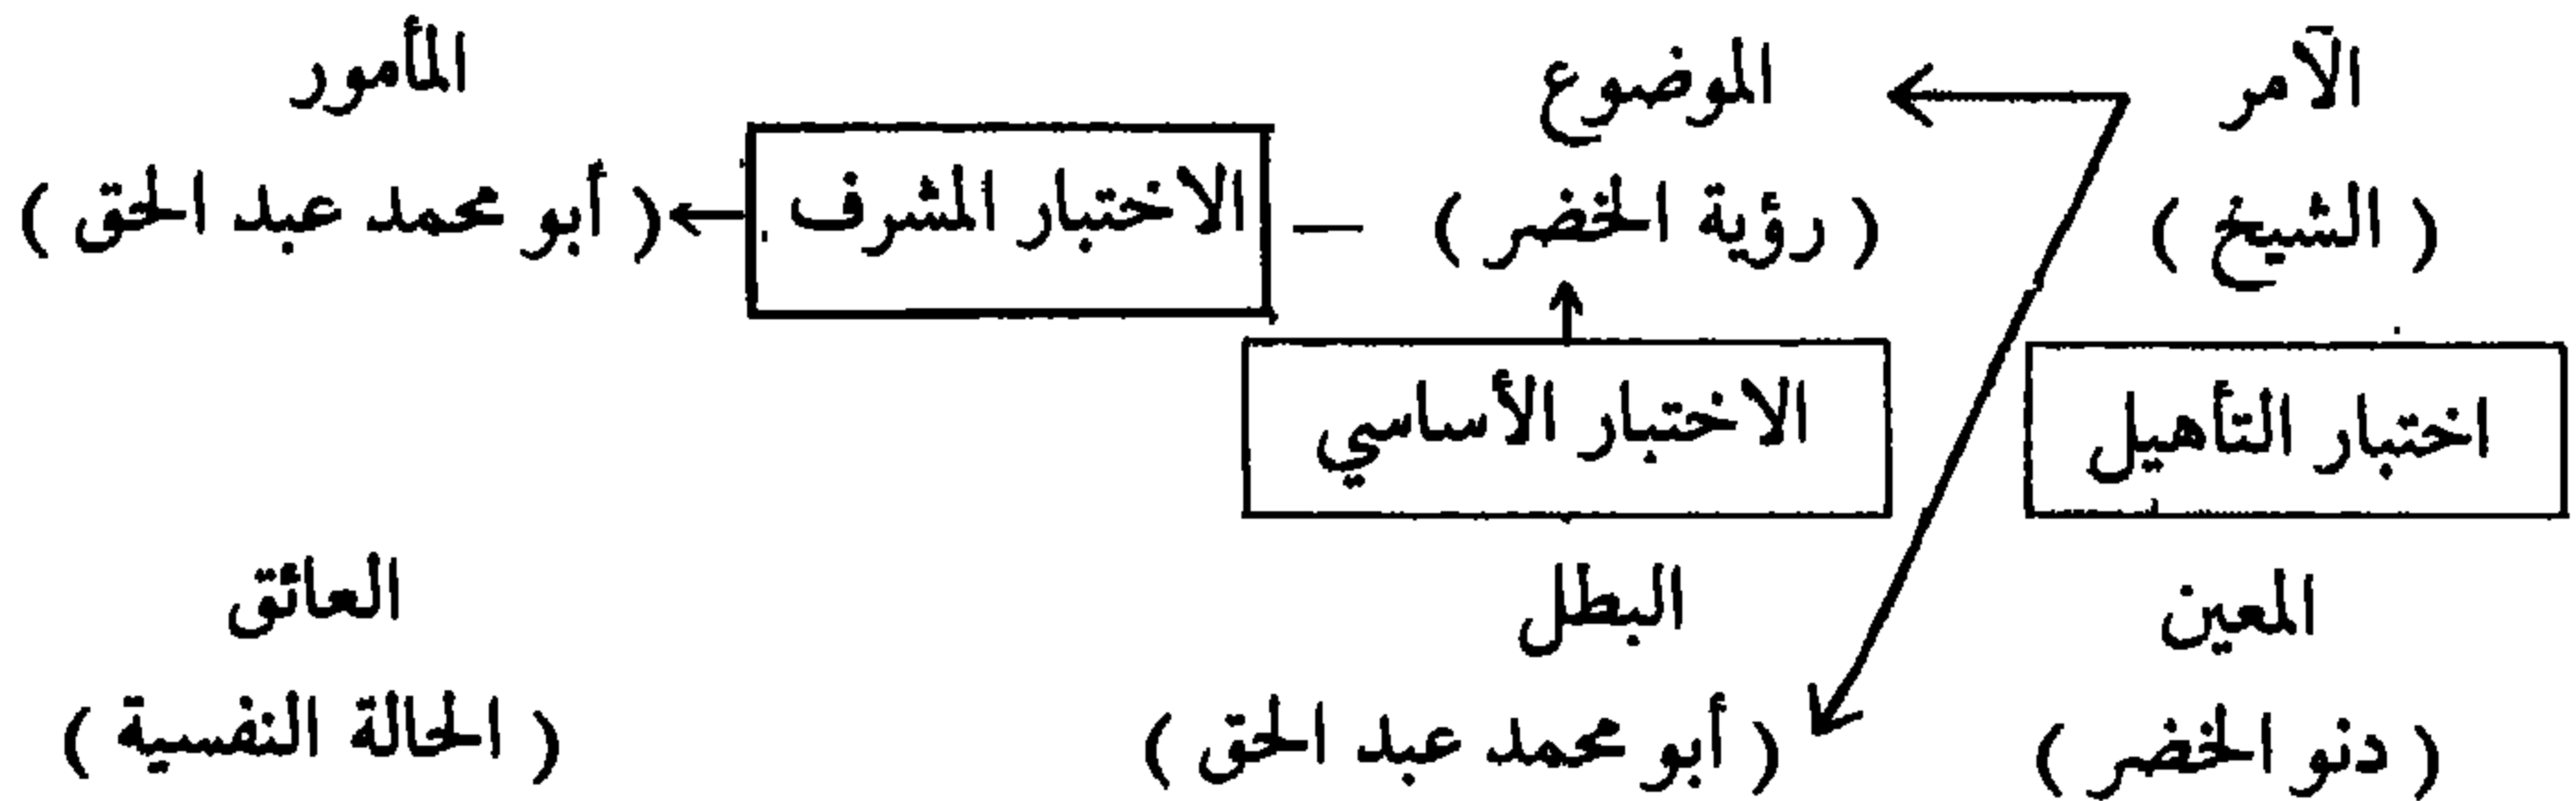 الآمر الموضوع المأمور
( الشيخ ) ( رؤية الخضر ) – الاختبار المشرف ( أبو محمد عبد الحق )
اختبار التأهيل الاختبار الأساسي
المعين البطل العائق
( دنو الخضر ) ( أبو محمد عبد الحق ) ( الحالة النفسية )